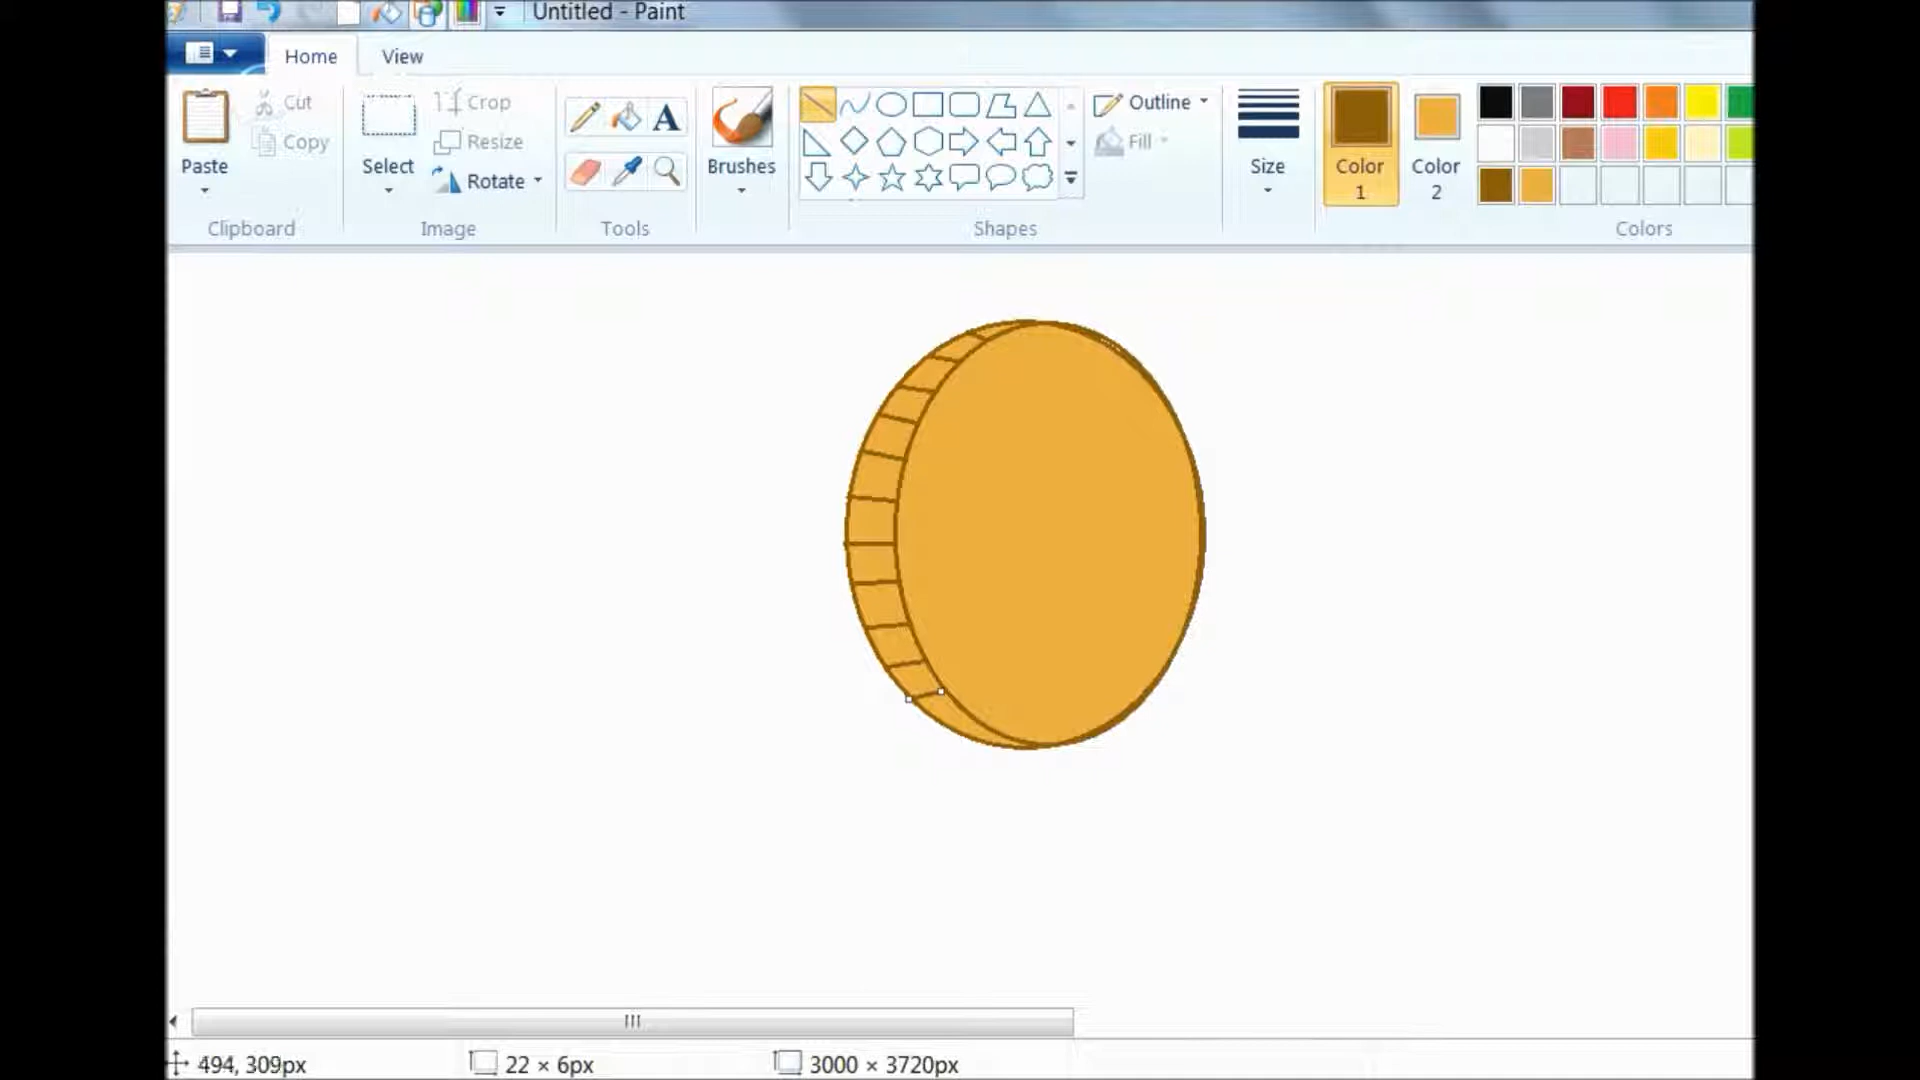 Untitled - Paint
Home View
Paste
Cut
Copy
Clipboard
Select
Crop
Resize
Rotate
Image
A
Tools
Brushes
Outline
Fill
Shapes
Size
Color
1
Color
2
Colors
494, 309px
22 × 6px
3000 × 3720px